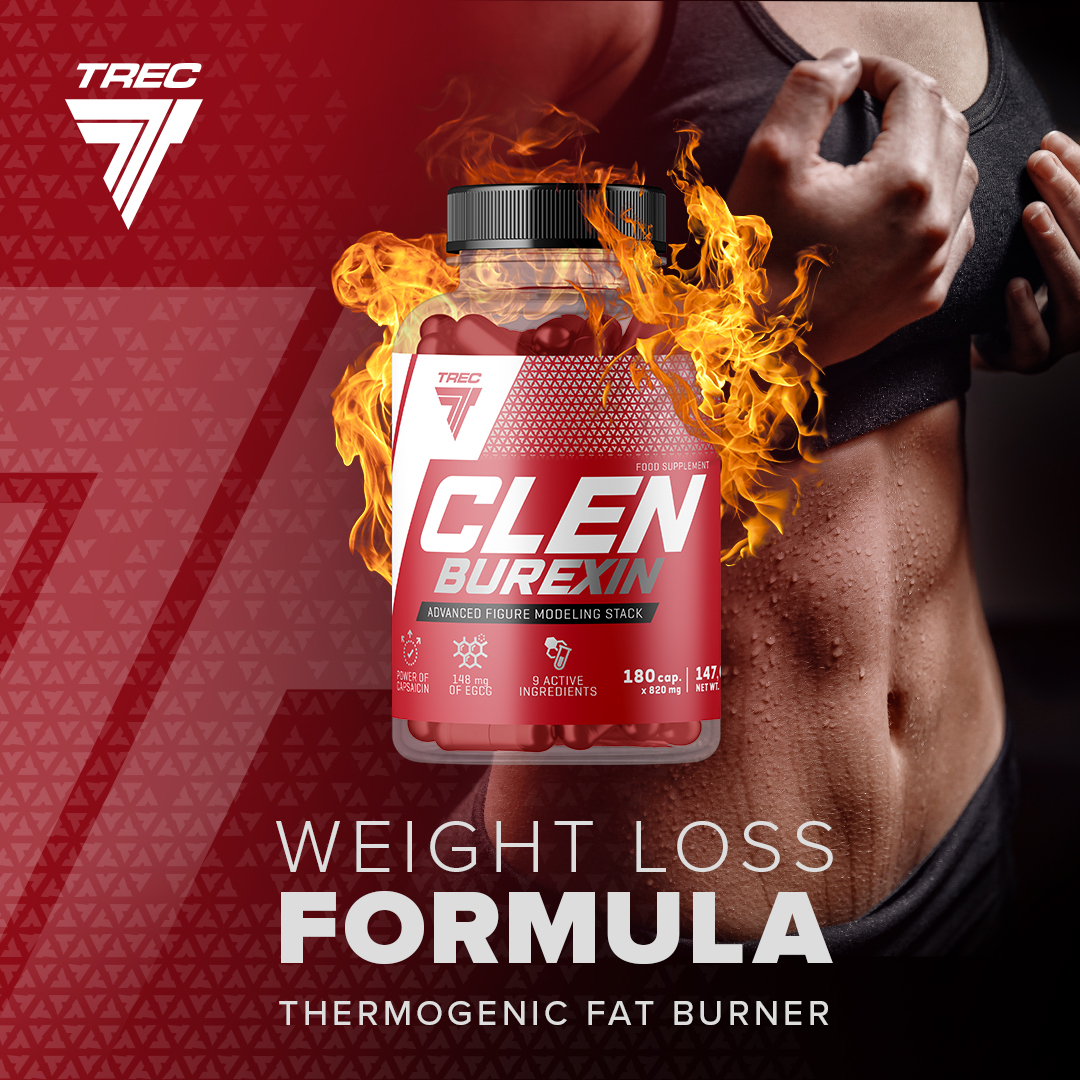 TREC
TREC
FOOD SUPPLEMENT
CLEN
BUREXIN
ADVANCED FIGURE MODELING STACK
POWER OF
CAPSAICIN
148 mg
OF EGCG
9 ACTIVE
INGREDIENTS
180 cap.
x 820 mg
147
NET WT.
WEIGHT LOSS
FORMULA
THERMOGENIC FAT BURNER